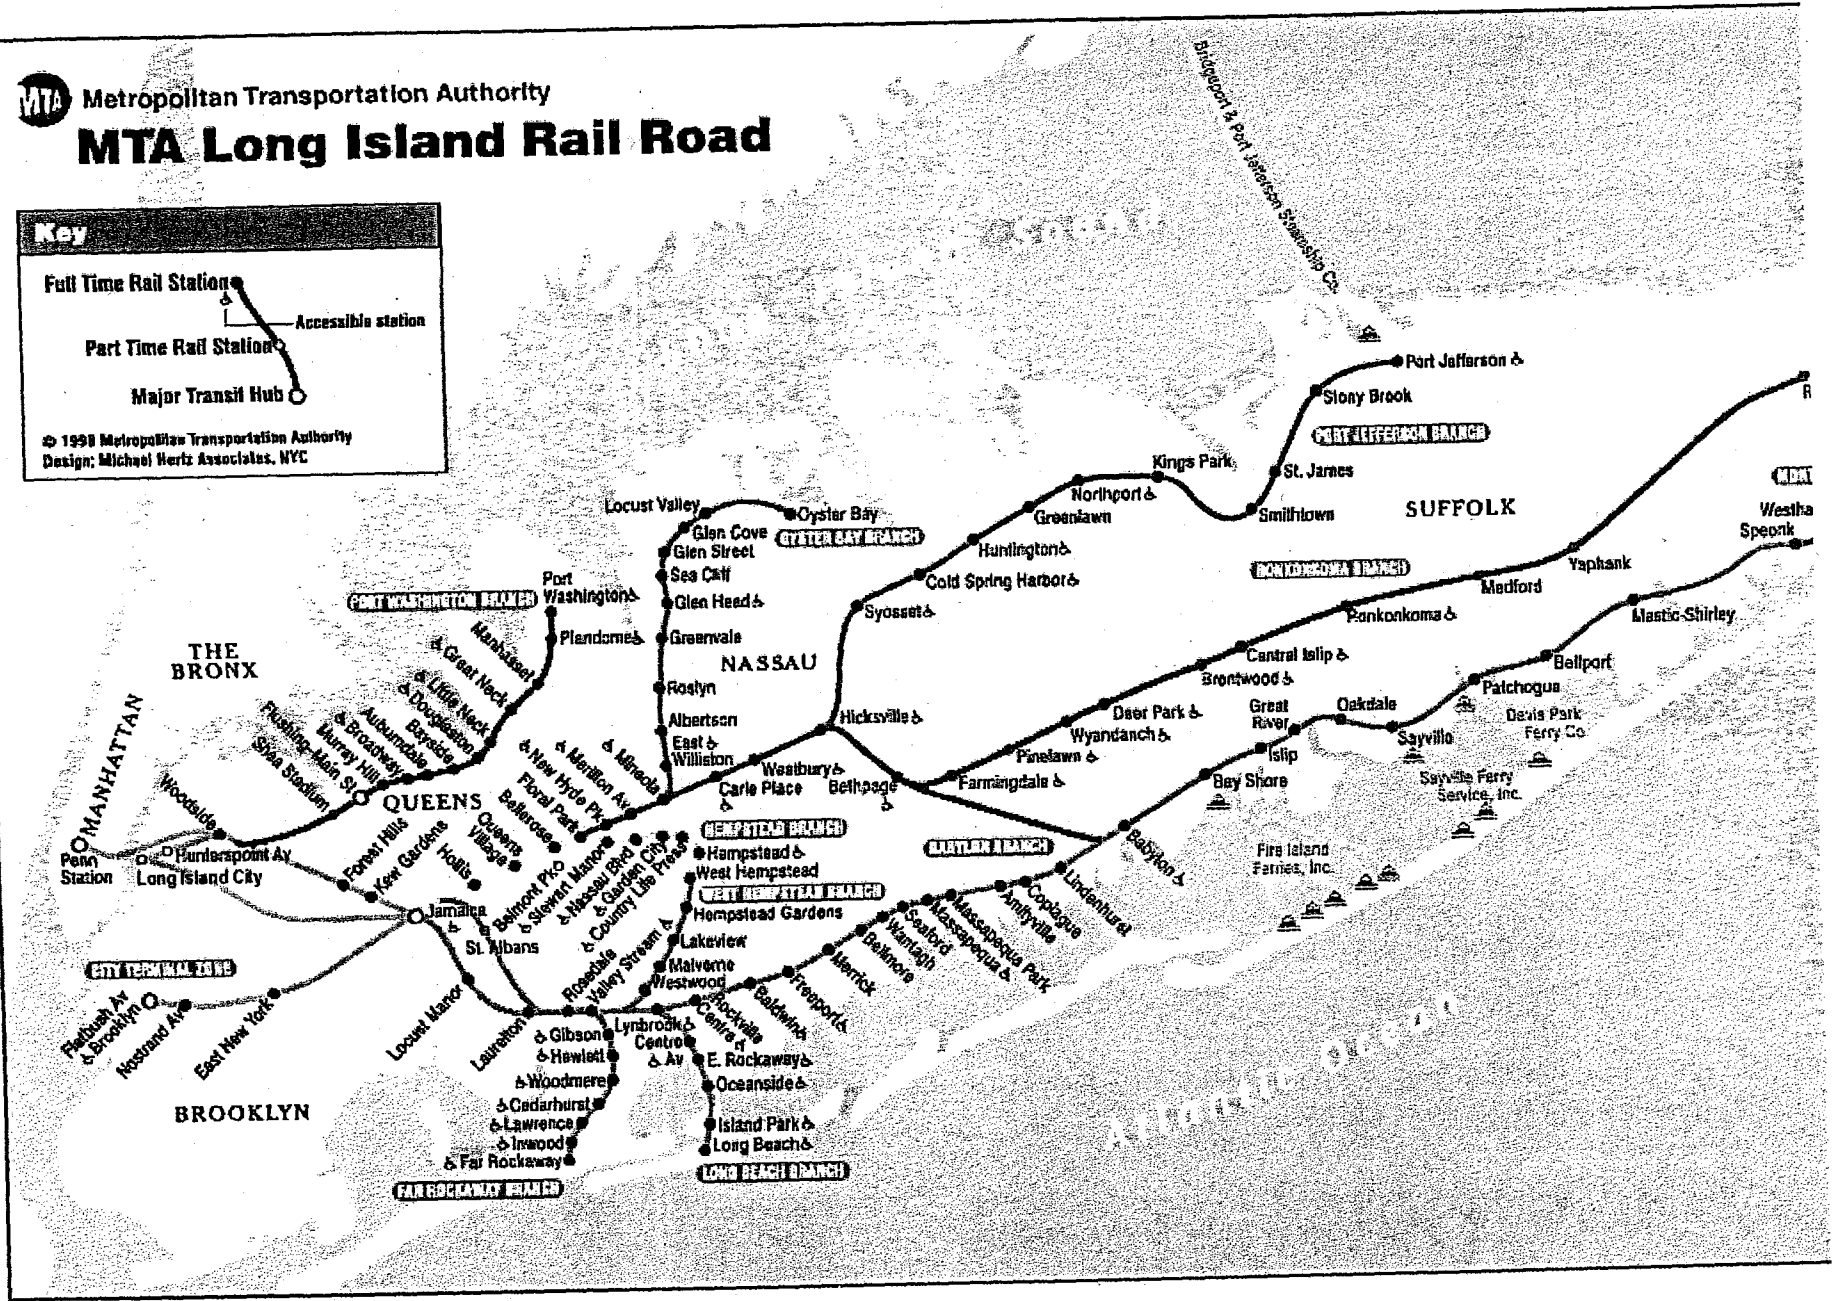 MTA Metropolitan Transportation Authority
MTA Long Island Rail Road
Key
Full Time Rail Station
Accessible station
Part Time Rail Station
Major Transit Hub
© 1998 Metropolitan Transportation Authority
Design: Michael Hertz Associates, NYC
Bridgeport & Port Jefferson Steamship Co.
Sound
Port Jefferson
Stony Brook
PORT JEFFERSON BRANCH
St. James
Kings Park
Northport
Smithtown
Greenlawn
Huntington
Cold Spring Harbor
Syosset
SUFFOLK
R
MONT
Westha
Speonk
Yaphank
Medford
RONKONKOMA BRANCH
Ronkonkoma
Mastic-Shirley
Central Islip
Brentwood
Bellport
Patchogue
Great
River
Oakdale
Deer Park
Wyandanch
Davis Park
Ferry Co.
Sayville
Islip
Pinelawn
Farmingdale
Bay Shore
Sayville Ferry
Service, Inc.
Locust Valley
Oyster Bay
OYSTER BAY BRANCH
Glen Cove
Glen Street
Sea Cliff
Glen Head
Greenvale
NASSAU
Roslyn
Albertson
East
Williston
Hicksville
Westbury
Carle Place
Bethpage
Port
Washington
PORT WASHINGTON BRANCH
Plandome
Manhasset
Great Neck
Little Neck
Douglaston
Bayside
Auburndale
Broadway
Murray Hill
Flushing-Main St
Shea Stadium
THE
BRONX
MANHATTAN
Woodside
QUEENS
Mineola
Merillon Av
New Hyde Pk
Floral Park
Bellerose
Queens
Village
Hollis
Forest Hills
Kew Gardens
Penn
Station
Hunterspoint Av
Long Island City
Jamaica
St. Albans
Belmont Pk
Stewart Manor
Nassau Blvd
Garden City
Country Life Press
HEMPSTEAD BRANCH
Hempstead
West Hempstead
WEST HEMPSTEAD BRANCH
Hempstead Gardens
Lakeview
Malverne
Westwood
BABYLON BRANCH
Babylon
Lindenhurst
Copiague
Amityville
Massapequa Park
Massapequa
Seaford
Wantagh
Bellmore
Merrick
Freeport
Baldwin
Rockville
Centre
Lynbrook
Valley Stream
Rosedale
Laurelton
Locust Manor
Fire Island
Ferries, Inc.
CITY TERMINAL ZONE
Flatbush Av
Brooklyn
Nostrand Av
East New York
BROOKLYN
Gibson
Hewlett
Woodmere
Cedarhurst
Lawrence
Inwood
Far Rockaway
FAR ROCKAWAY BRANCH
Centre
Av
E. Rockaway
Oceanside
Island Park
Long Beach
LONG BEACH BRANCH
Atlantic Ocean